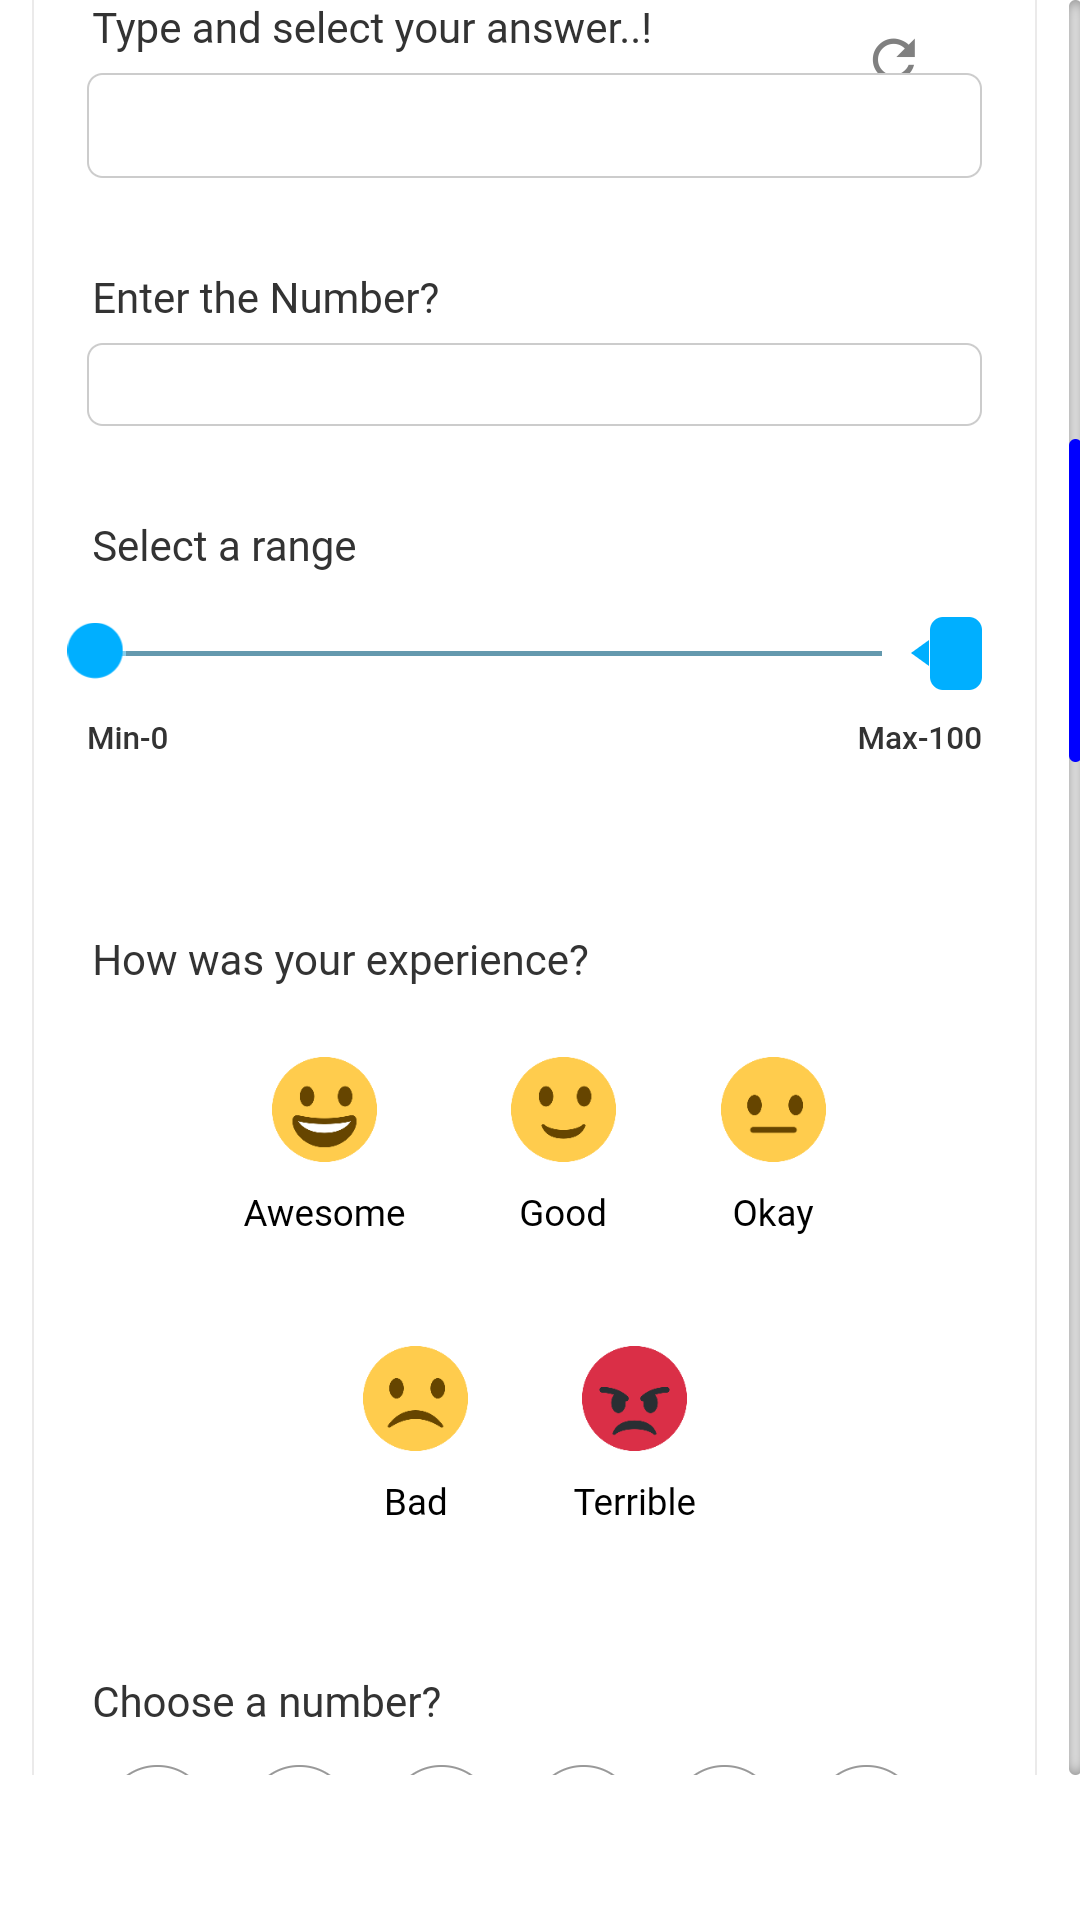 Type and select your answer..!
Enter the Number?
Select a range
Min-0 Max-100
How was your experience?
Awesome Good Okay
Bad Terrible
Choose a number?